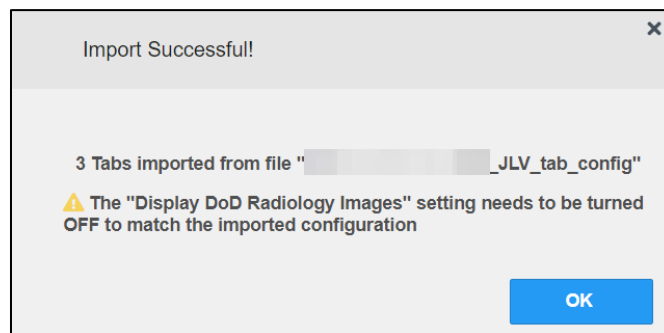 Import Successful!
3 Tabs imported from file "_JLV_tab_config"
The "Display DoD Radiology Images" setting needs to be turned
OFF to match the imported configuration
OK